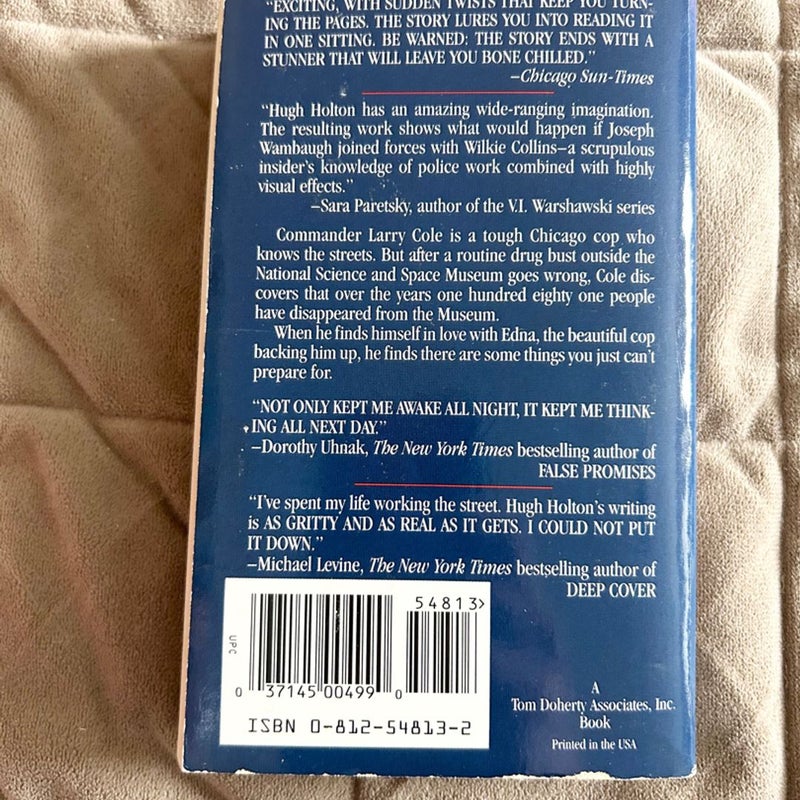 “EXCITING, WITH SUDDEN TWISTS THAT KEEP YOU TURN-
ING THE PAGES. THE STORY LURES YOU INTO READING IT
IN ONE SITTING. BE WARNED: THE STORY ENDS WITH A
STUNNER THAT WILL LEAVE YOU BONE CHILLED.”
—Chicago Sun-Times
“Hugh Holton has an amazing wide-ranging imagination.
The resulting work shows what would happen if Joseph
Wambaugh joined forces with Wilkie Collins—a scrupulous
insider’s knowledge of police work combined with highly
visual effects.”
—Sara Paretsky, author of the V.I. Warshawski series
Commander Larry Cole is a tough Chicago cop who
knows the streets. But after a routine drug bust outside the
National Science and Space Museum goes wrong, Cole dis-
covers that over the years one hundred eighty one people
have disappeared from the Museum.
When he finds himself in love with Edna, the beautiful cop
backing him up, he finds there are some things you just can’t
prepare for.
“NOT ONLY KEPT ME AWAKE ALL NIGHT, IT KEPT ME THINK-
ING ALL NEXT DAY.”
—Dorothy Uhnak, The New York Times bestselling author of
FALSE PROMISES
“I’ve spent my life working the street. Hugh Holton’s writing
is AS GRITTY AND AS REAL AS IT GETS. I COULD NOT PUT
IT DOWN.”
—Michael Levine, The New York Times bestselling author of
DEEP COVER
54813>
UPC
0 37145 00499 0
ISBN 0-812-54813-2
A
Tom Doherty Associates, Inc.
Book
Printed in the USA